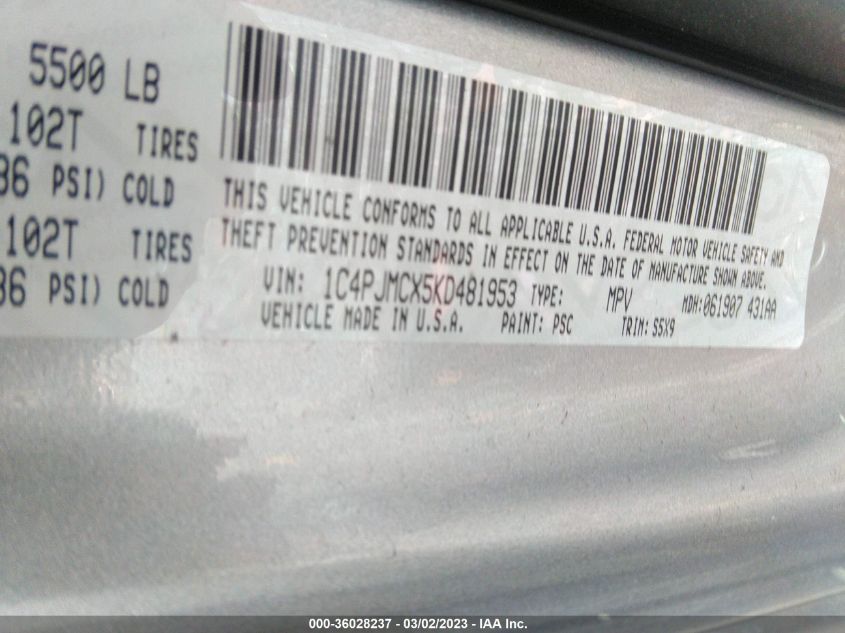 5500 LB
102T TIRES
36 PSI) COLD
102T TIRES
36 PSI) COLD
THIS VEHICLE CONFORMS TO ALL APPLICABLE U.S.A. FEDERAL MOTOR VEHICLE SAFETY AND
THEFT PREVENTION STANDARDS IN EFFECT ON THE DATE OF MANUFACTURE SHOWN ABOVE.
VIN: 1C4PJMCX5KD481953 TYPE: MPV MDH:061907 431AA
VEHICLE MADE IN U.S.A. PAINT: PSC TRIM: S5X9
000-36028237 - 03/02/2023 - IAA Inc.